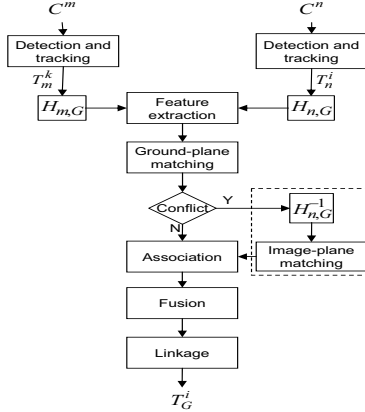 C^m C^n
Detection and tracking
Detection and tracking
T_m^k T_n^i
H_{m,G} Feature extraction H_{n,G}
Ground-plane matching
Conflict Y H_{n,G}^{-1}
N
Association Image-plane matching
Fusion
Linkage
T_G^i